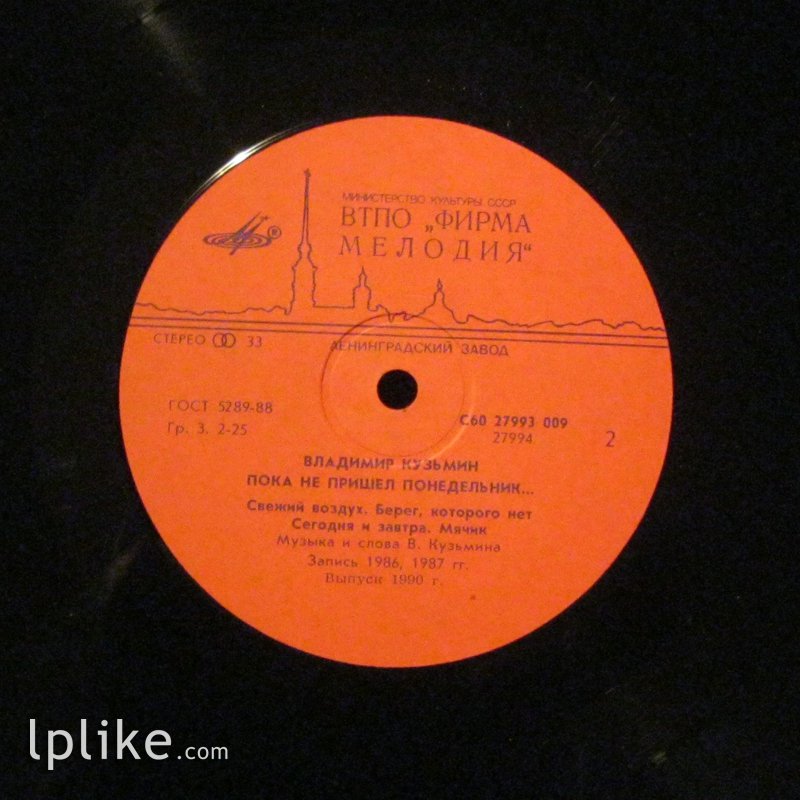 МИНИСТЕРСТВО КУЛЬТУРЫ СССР
ВТПО „ФИРМА
МЕЛОДИЯ“
®
СТЕРЕО 33
ЛЕНИНГРАДСКИЙ ЗАВОД
ГОСТ 5289-88
Гр. 3. 2-25
С60 27993 009
27994
2
ВЛАДИМИР КУЗЬМИН
ПОКА НЕ ПРИШЕЛ ПОНЕДЕЛЬНИК...
Свежий воздух. Берег, которого нет
Сегодня и завтра. Мячик
Музыка и слова В. Кузьмина
Запись 1986, 1987 гг.
Выпуск 1990 г.
lplike.com